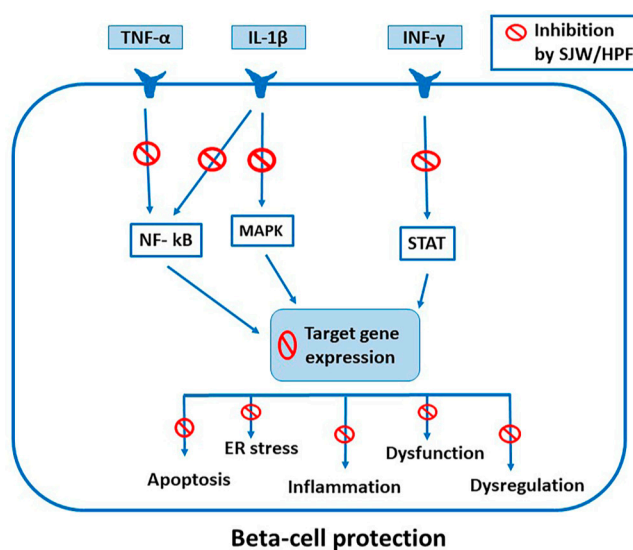 TNF-α
IL-1β
INF-γ
Inhibition
by SJW/HPF
NF- kB
MAPK
STAT
Target gene
expression
ER stress
Dysfunction
Apoptosis
Inflammation
Dysregulation
Beta-cell protection